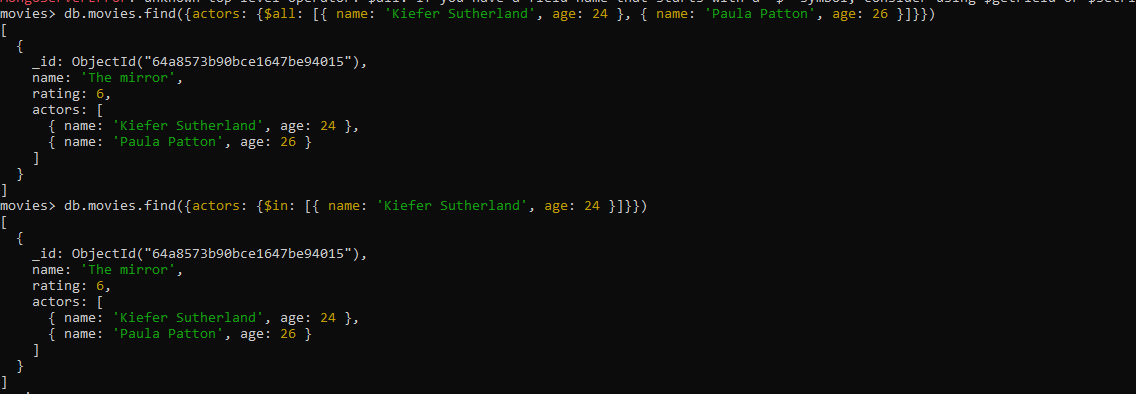 movies> db.movies.find({actors: {$all: [{ name: 'Kiefer Sutherland', age: 24 }, { name: 'Paula Patton', age: 26 }]}})
[
  {
    _id: ObjectId("64a8573b90bce1647be94015"),
    name: 'The mirror',
    rating: 6,
    actors: [
      { name: 'Kiefer Sutherland', age: 24 },
      { name: 'Paula Patton', age: 26 }
    ]
  }
]
movies> db.movies.find({actors: {$in: [{ name: 'Kiefer Sutherland', age: 24 }]}})
[
  {
    _id: ObjectId("64a8573b90bce1647be94015"),
    name: 'The mirror',
    rating: 6,
    actors: [
      { name: 'Kiefer Sutherland', age: 24 },
      { name: 'Paula Patton', age: 26 }
    ]
  }
]